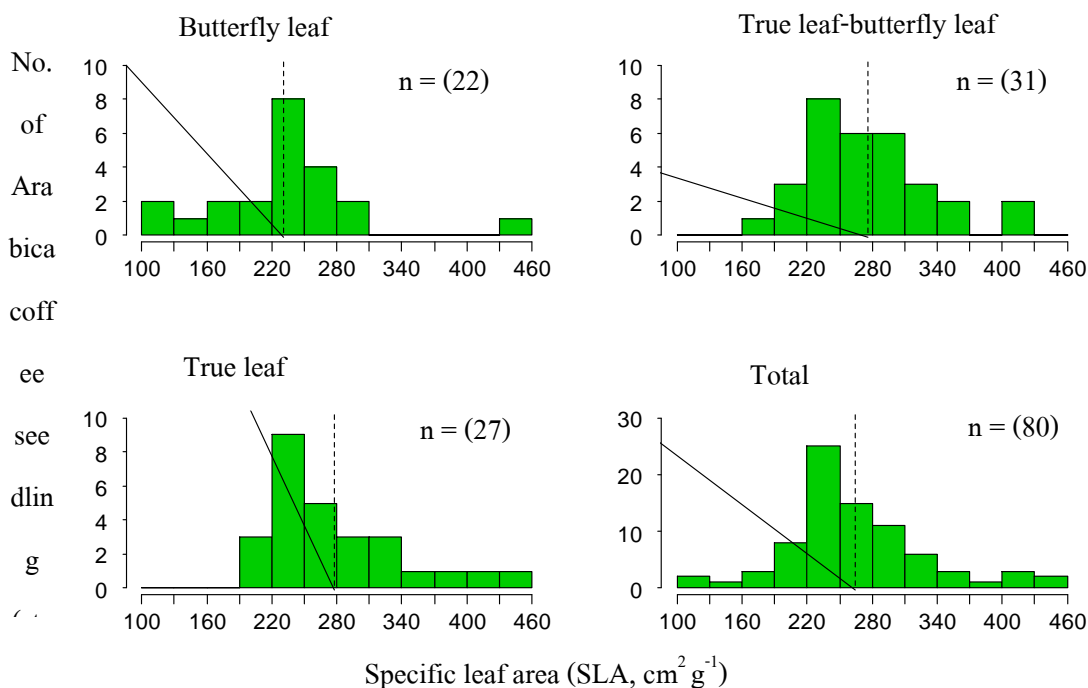 Butterfly leaf
True leaf-butterfly leaf
No.
of
Ara
bica
coff
ee
see
dlin
g
10
8
6
4
2
0
n = (22)
100 160 220 280 340 400 460
10
8
6
4
2
0
n = (31)
100 160 220 280 340 400 460
True leaf
Total
10
8
6
4
2
0
n = (27)
100 160 220 280 340 400 460
30
20
10
0
n = (80)
100 160 220 280 340 400 460
Specific leaf area (SLA, cm² g⁻¹)